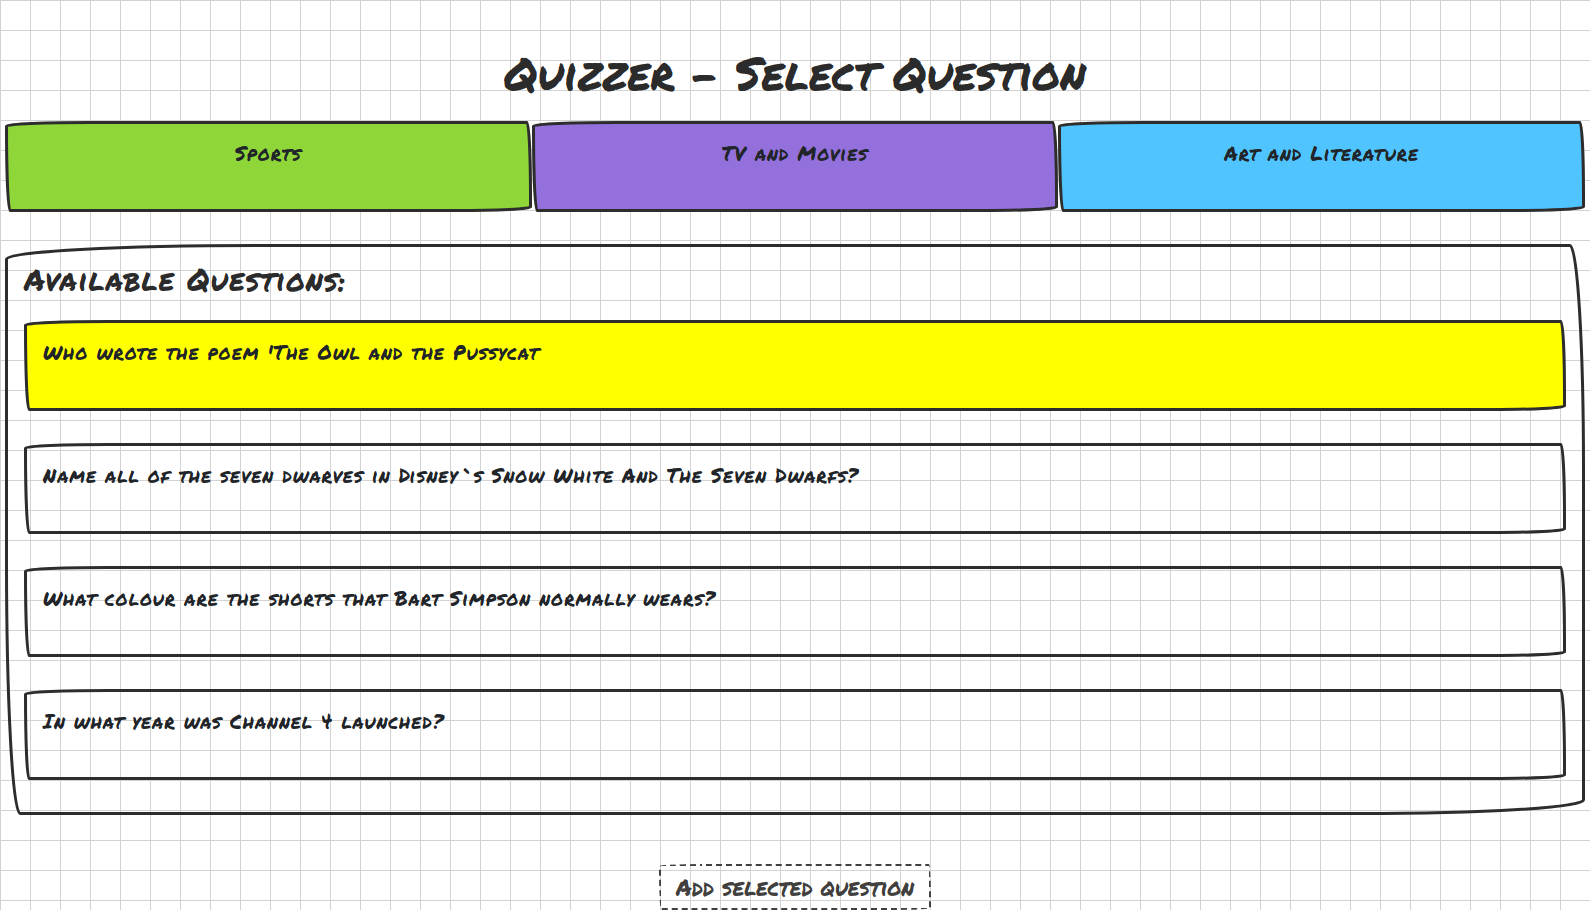 Quizzer - Select Question
Sports
TV and Movies
Art and Literature
Available Questions:
Who wrote the poem 'The Owl and the Pussycat
Name all of the seven dwarves in Disney`s Snow White And The Seven Dwarfs?
What colour are the shorts that Bart Simpson normally wears?
In what year was Channel 4 launched?
Add selected question